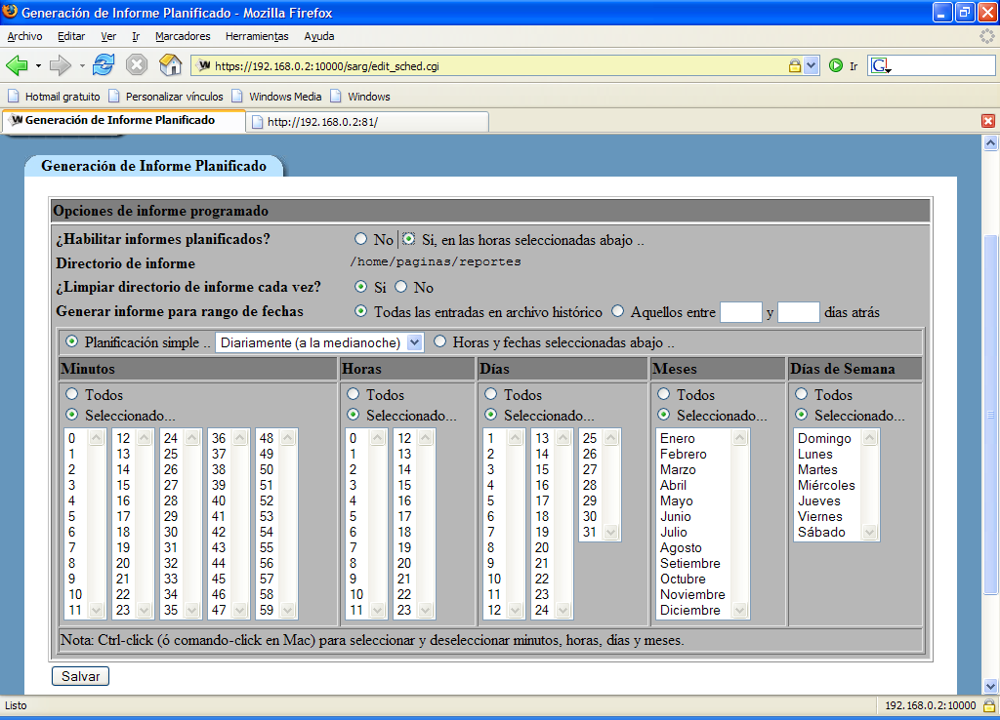 Generación de Informe Planificado - Mozilla Firefox
Archivo Editar Ver Ir Marcadores Herramientas Ayuda
https://192.168.0.2:10000/sarg/edit_sched.cgi Ir G
Hotmail gratuito Personalizar vínculos Windows Media Windows
Generación de Informe Planificado http://192.168.0.2:81/
Generación de Informe Planificado
Opciones de informe programado
¿Habilitar informes planificados? No Si, en las horas seleccionadas abajo ..
Directorio de informe /home/paginas/reportes
¿Limpiar directorio de informe cada vez? Si No
Generar informe para rango de fechas Todas las entradas en archivo histórico Aquellos entre y días atrás
Planificación simple .. Diariamente (a la medianoche) Horas y fechas seleccionadas abajo ..
Minutos Horas Días Meses Días de Semana
Todos Todos Todos Todos Todos
Seleccionado... Seleccionado... Seleccionado... Seleccionado... Seleccionado...
0 12 24 36 48 0 12 1 13 25 Enero Domingo
1 13 25 37 49 1 13 2 14 26 Febrero Lunes
2 14 26 38 50 2 14 3 15 27 Marzo Martes
3 15 27 39 51 3 15 4 16 28 Abril Miércoles
4 16 28 40 52 4 16 5 17 29 Mayo Jueves
5 17 29 41 53 5 17 6 18 30 Junio Viernes
6 18 30 42 54 6 18 7 19 31 Julio Sábado
7 19 31 43 55 7 19 8 20 Agosto
8 20 32 44 56 8 20 9 21 Setiembre
9 21 33 45 57 9 21 10 22 Octubre
10 22 34 46 58 10 22 11 23 Noviembre
11 23 35 47 59 11 23 12 24 Diciembre
Nota: Ctrl-click (ó comando-click en Mac) para seleccionar y deseleccionar minutos, horas, días y meses.
Salvar
Listo 192.168.0.2:10000